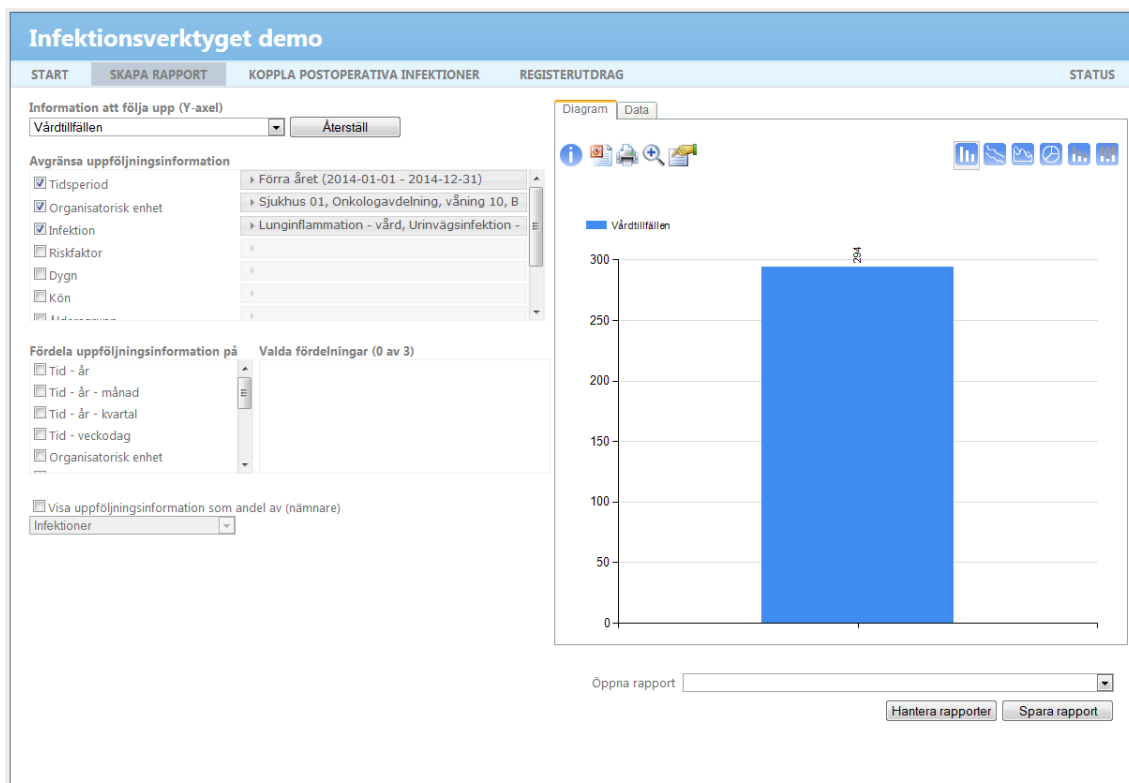 Infektionsverktyget demo
START SKAPA RAPPORT KOPPLA POSTOPERATIVA INFEKTIONER REGISTERUTDRAG STATUS
Information att följa upp (Y-axel)
Vårdtillfällen Återställ
Avgränsa uppföljningsinformation
Tidsperiod Förra året (2014-01-01 - 2014-12-31)
Organisatorisk enhet Sjukhus 01, Onkologavdelning, våning 10, B
Infektion Lunginflammation - vård, Urinvägsinfektion -
Riskfaktor
Dygn
Kön
Fördela uppföljningsinformation på Valda fördelningar (0 av 3)
Tid - år
Tid - år - månad
Tid - år - kvartal
Tid - veckodag
Organisatorisk enhet
Visa uppföljningsinformation som andel av (nämnare)
Infektioner
Diagram Data
Vårdtillfällen
294
300
250
200
150
100
50
0
Öppna rapport
Hantera rapporter Spara rapport